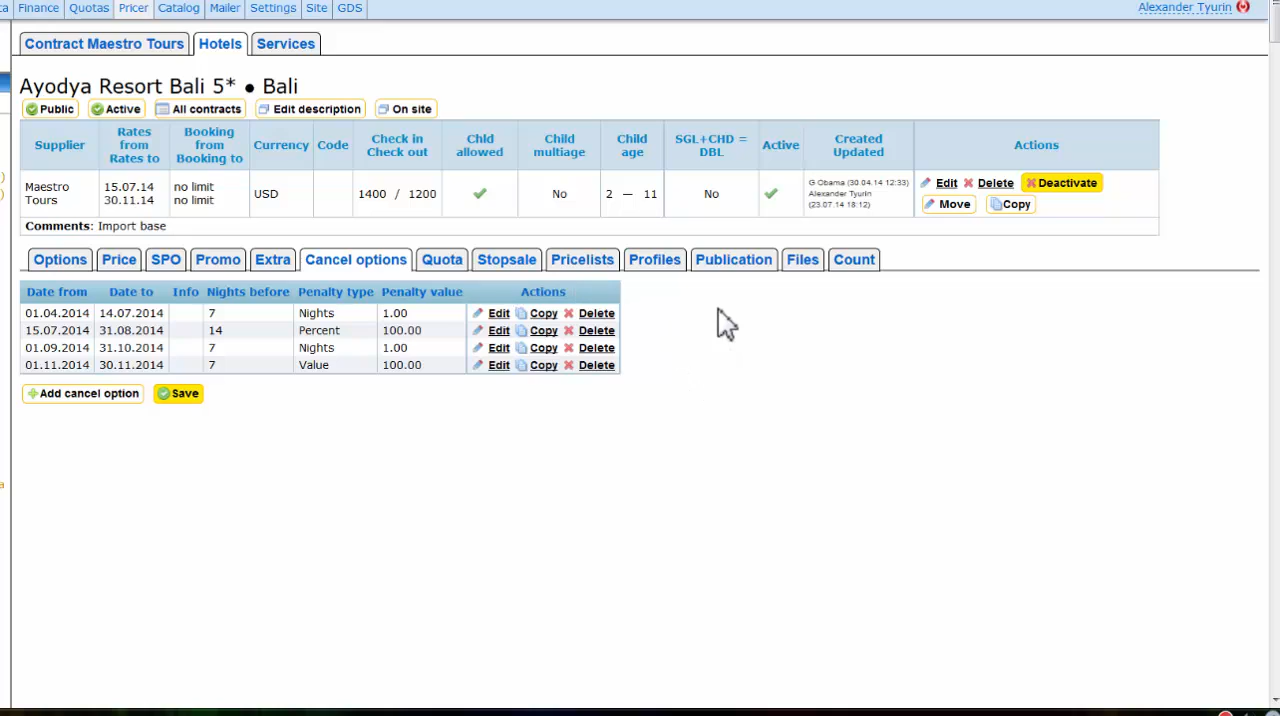 Finance Quotas Pricer Catalog Mailer Settings Site GDS Alexander Tyurin
Contract Maestro Tours Hotels Services
Ayodya Resort Bali 5* ● Bali
Public Active All contracts Edit description On site
Supplier Rates from Rates to Booking from Booking to Currency Code Check in Check out Chld allowed Child multiage Child age SGL+CHD = DBL Active Created Updated Actions
Maestro Tours 15.07.14 30.11.14 no limit no limit USD 1400 / 1200 No 2 — 11 No G Obama (30.04.14 12:33) Alexander Tyurin (23.07.14 18:12) Edit Delete Deactivate
Move Copy
Comments: Import base
Options Price SPO Promo Extra Cancel options Quota Stopsale Pricelists Profiles Publication Files Count
Date from Date to Info Nights before Penalty type Penalty value Actions
01.04.2014 14.07.2014 7 Nights 1.00 Edit Copy Delete
15.07.2014 31.08.2014 14 Percent 100.00 Edit Copy Delete
01.09.2014 31.10.2014 7 Nights 1.00 Edit Copy Delete
01.11.2014 30.11.2014 7 Value 100.00 Edit Copy Delete
Add cancel option Save